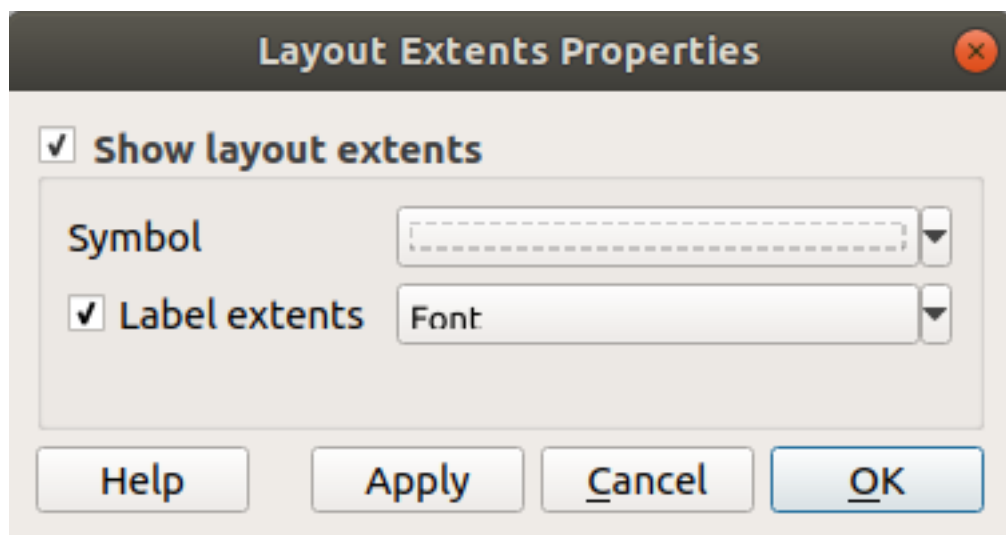 Layout Extents Properties
Show layout extents
Symbol
Label extents Font
Help Apply Cancel OK